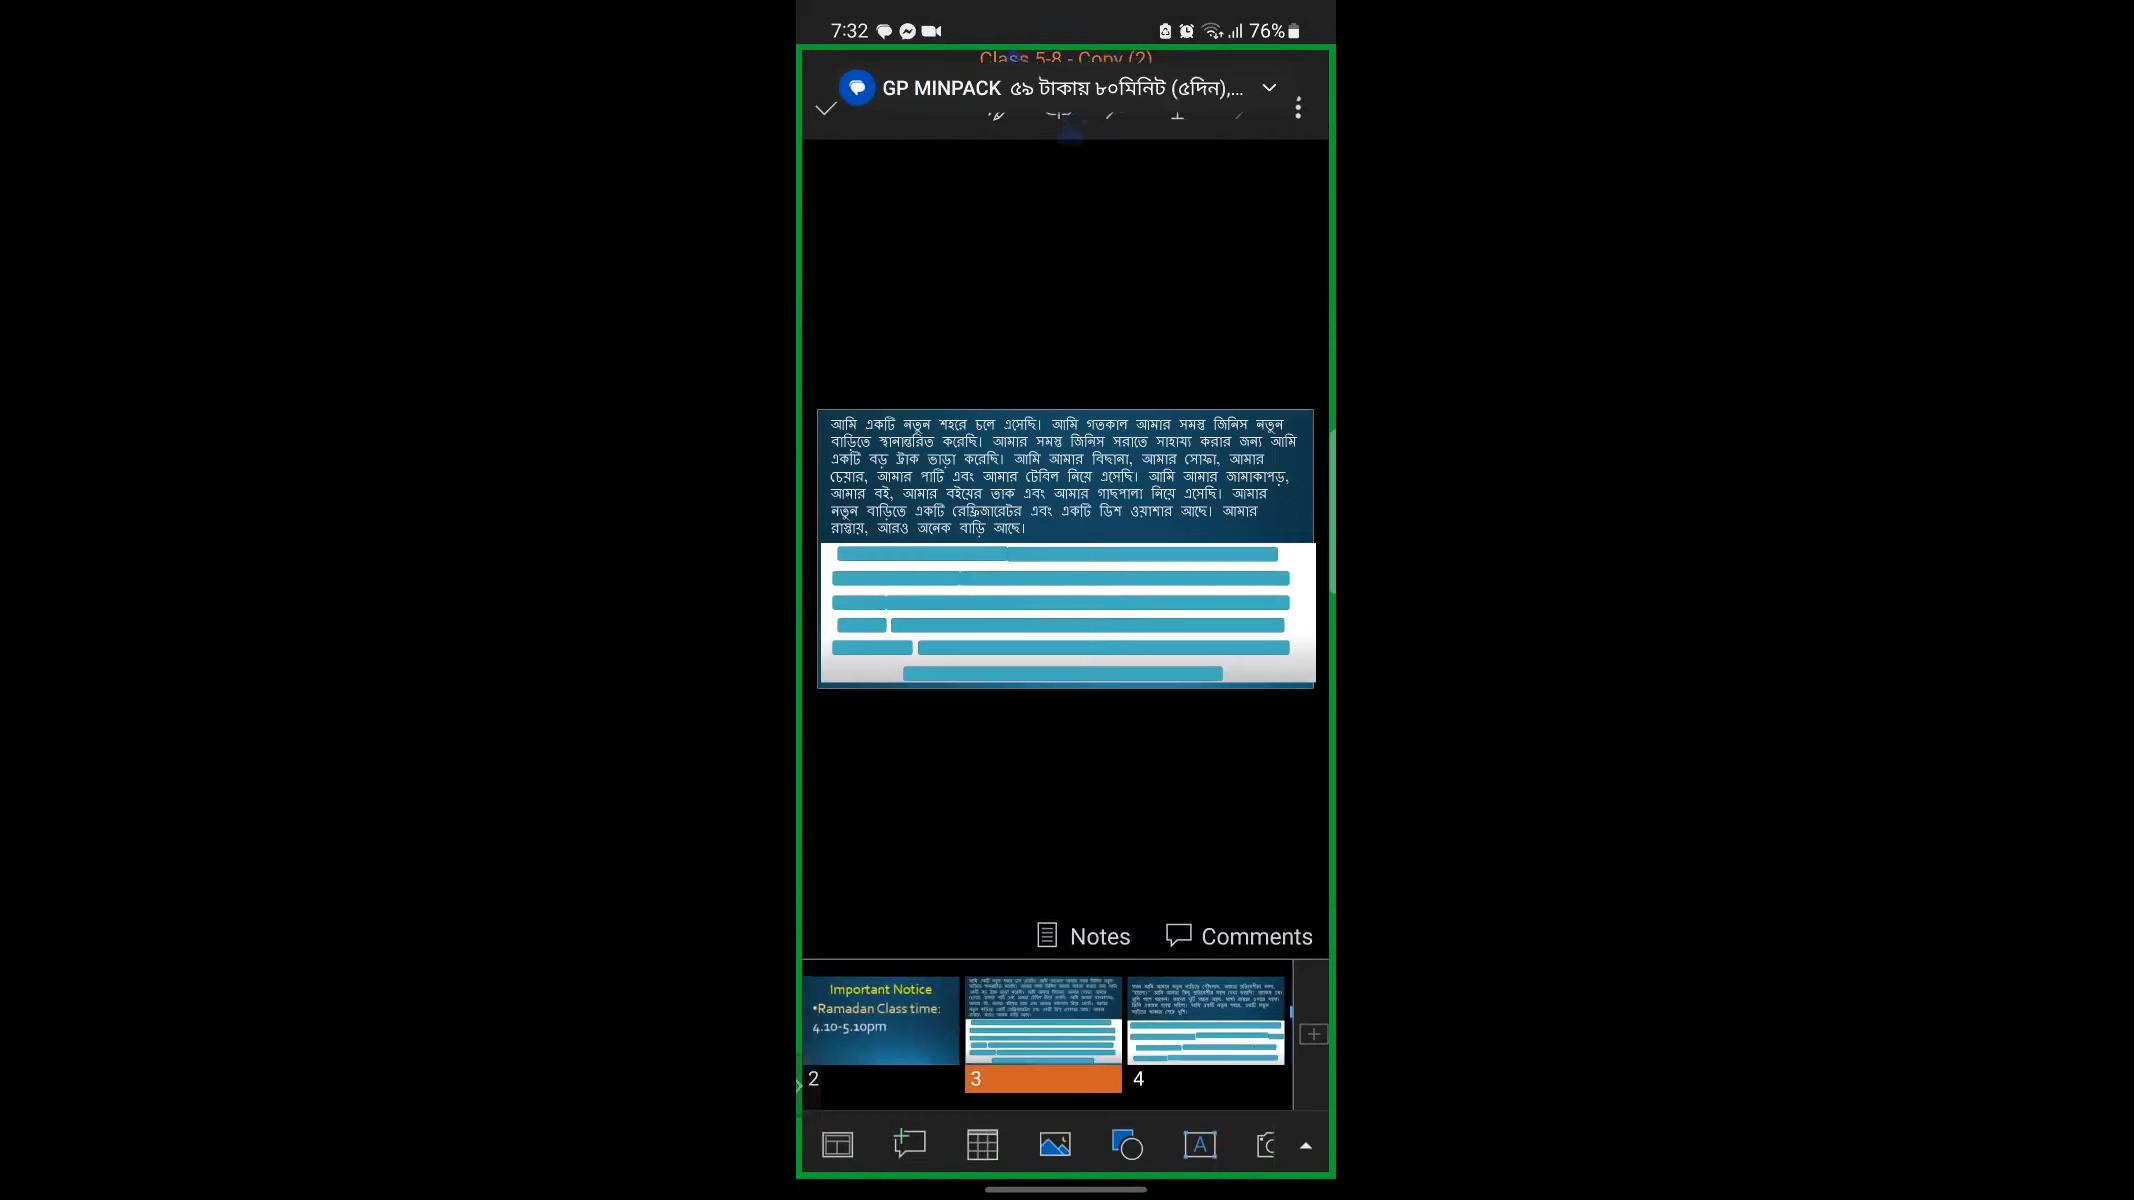 7:32
76%
Class 5-8 - Copy (2)
GP MINPACK ৫৯ টাকায় ৮০মিনিট (৫দিন),...
আমি একটি নতুন শহরে চলে এসেছি। আমি গতকাল আমার সমস্ত জিনিস নতুন
বাড়িতে স্থানান্তরিত করেছি। আমার সমস্ত জিনিস সরাতে সাহায্য করার জন্য আমি
একটি বড় ট্রাক ভাড়া করেছি। আমি আমার বিছানা, আমার সোফা, আমার
চেয়ার, আমার পাটি এবং আমার টেবিল নিয়ে এসেছি। আমি আমার জামাকাপড়,
আমার বই, আমার বইয়ের তাক এবং আমার গাছপালা নিয়ে এসেছি। আমার
নতুন বাড়িতে একটি রেফ্রিজারেটর এবং একটি ডিশ ওয়াশার আছে। আমার
রাস্তায়, আরও অনেক বাড়ি আছে।
Notes
Comments
Important Notice
•Ramadan Class time:
4.10-5.10pm
2
3
4
A